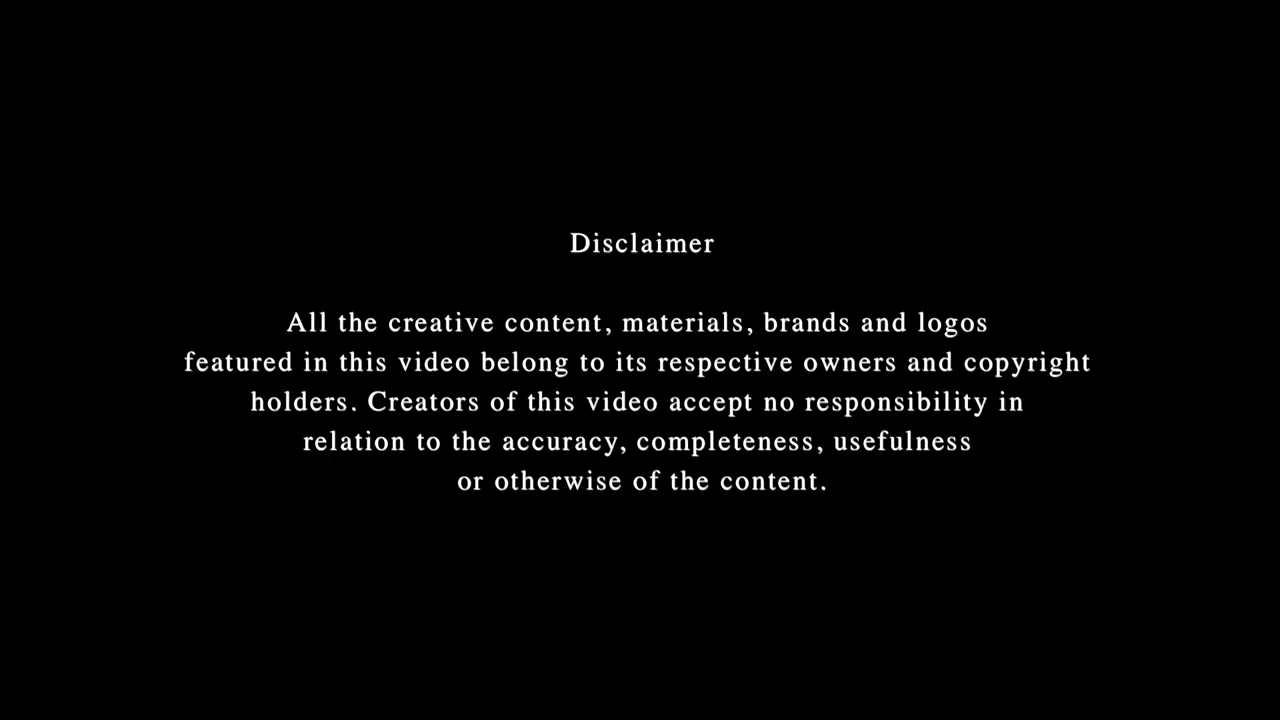 Disclaimer
All the creative content, materials, brands and logos
featured in this video belong to its respective owners and copyright
holders. Creators of this video accept no responsibility in
relation to the accuracy, completeness, usefulness
or otherwise of the content.